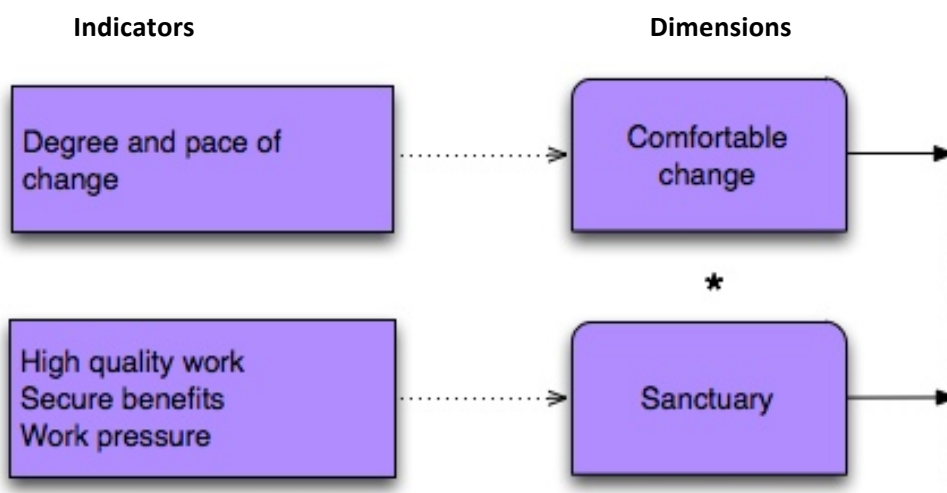 Indicators
Dimensions
Degree and pace of
change
Comfortable
change
*
High quality work
Secure benefits
Work pressure
Sanctuary